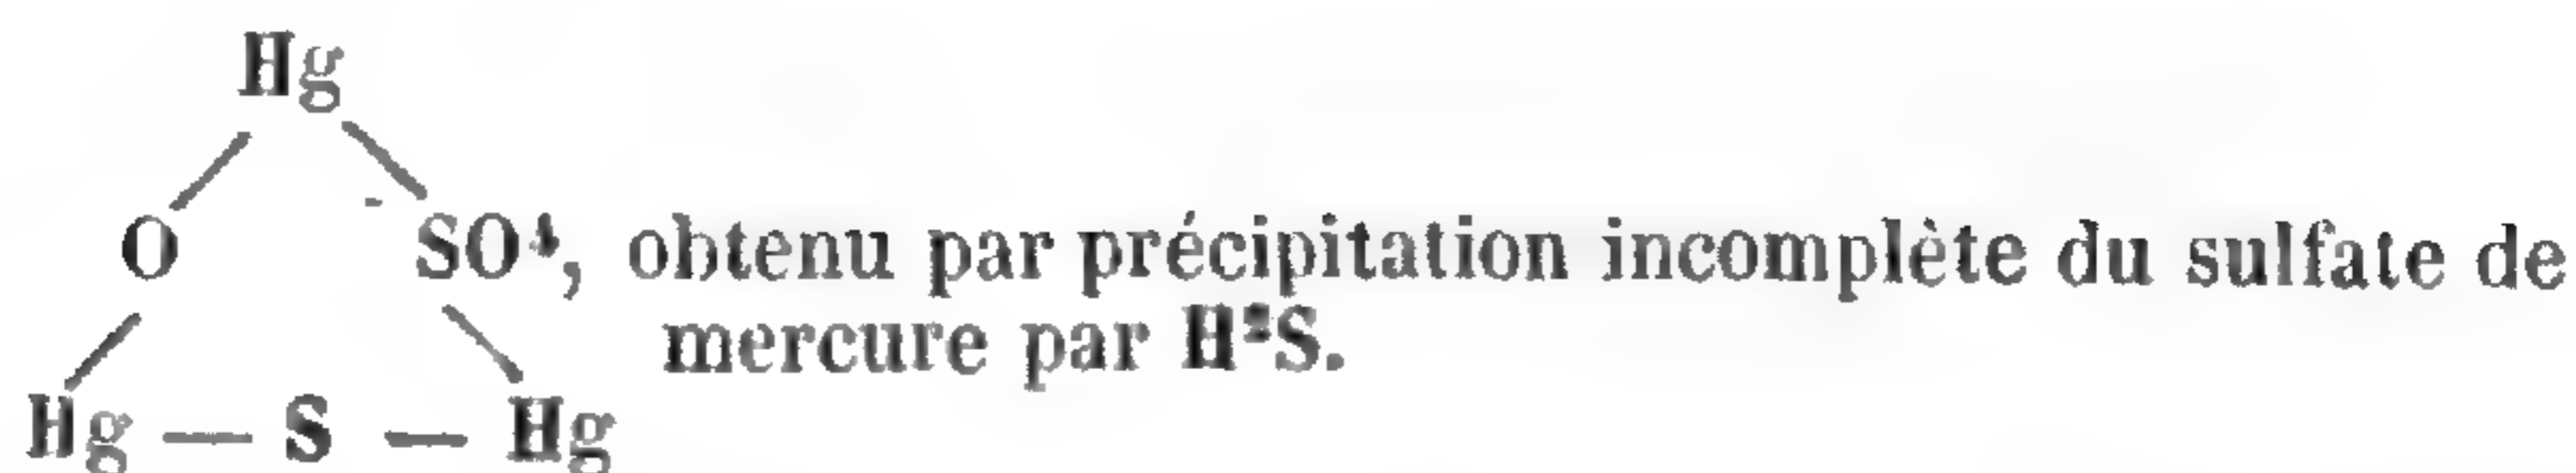 Hg
O SO⁴, obtenu par précipitation incomplète du sulfate de
mercure par H²S.
Hg — S — Hg